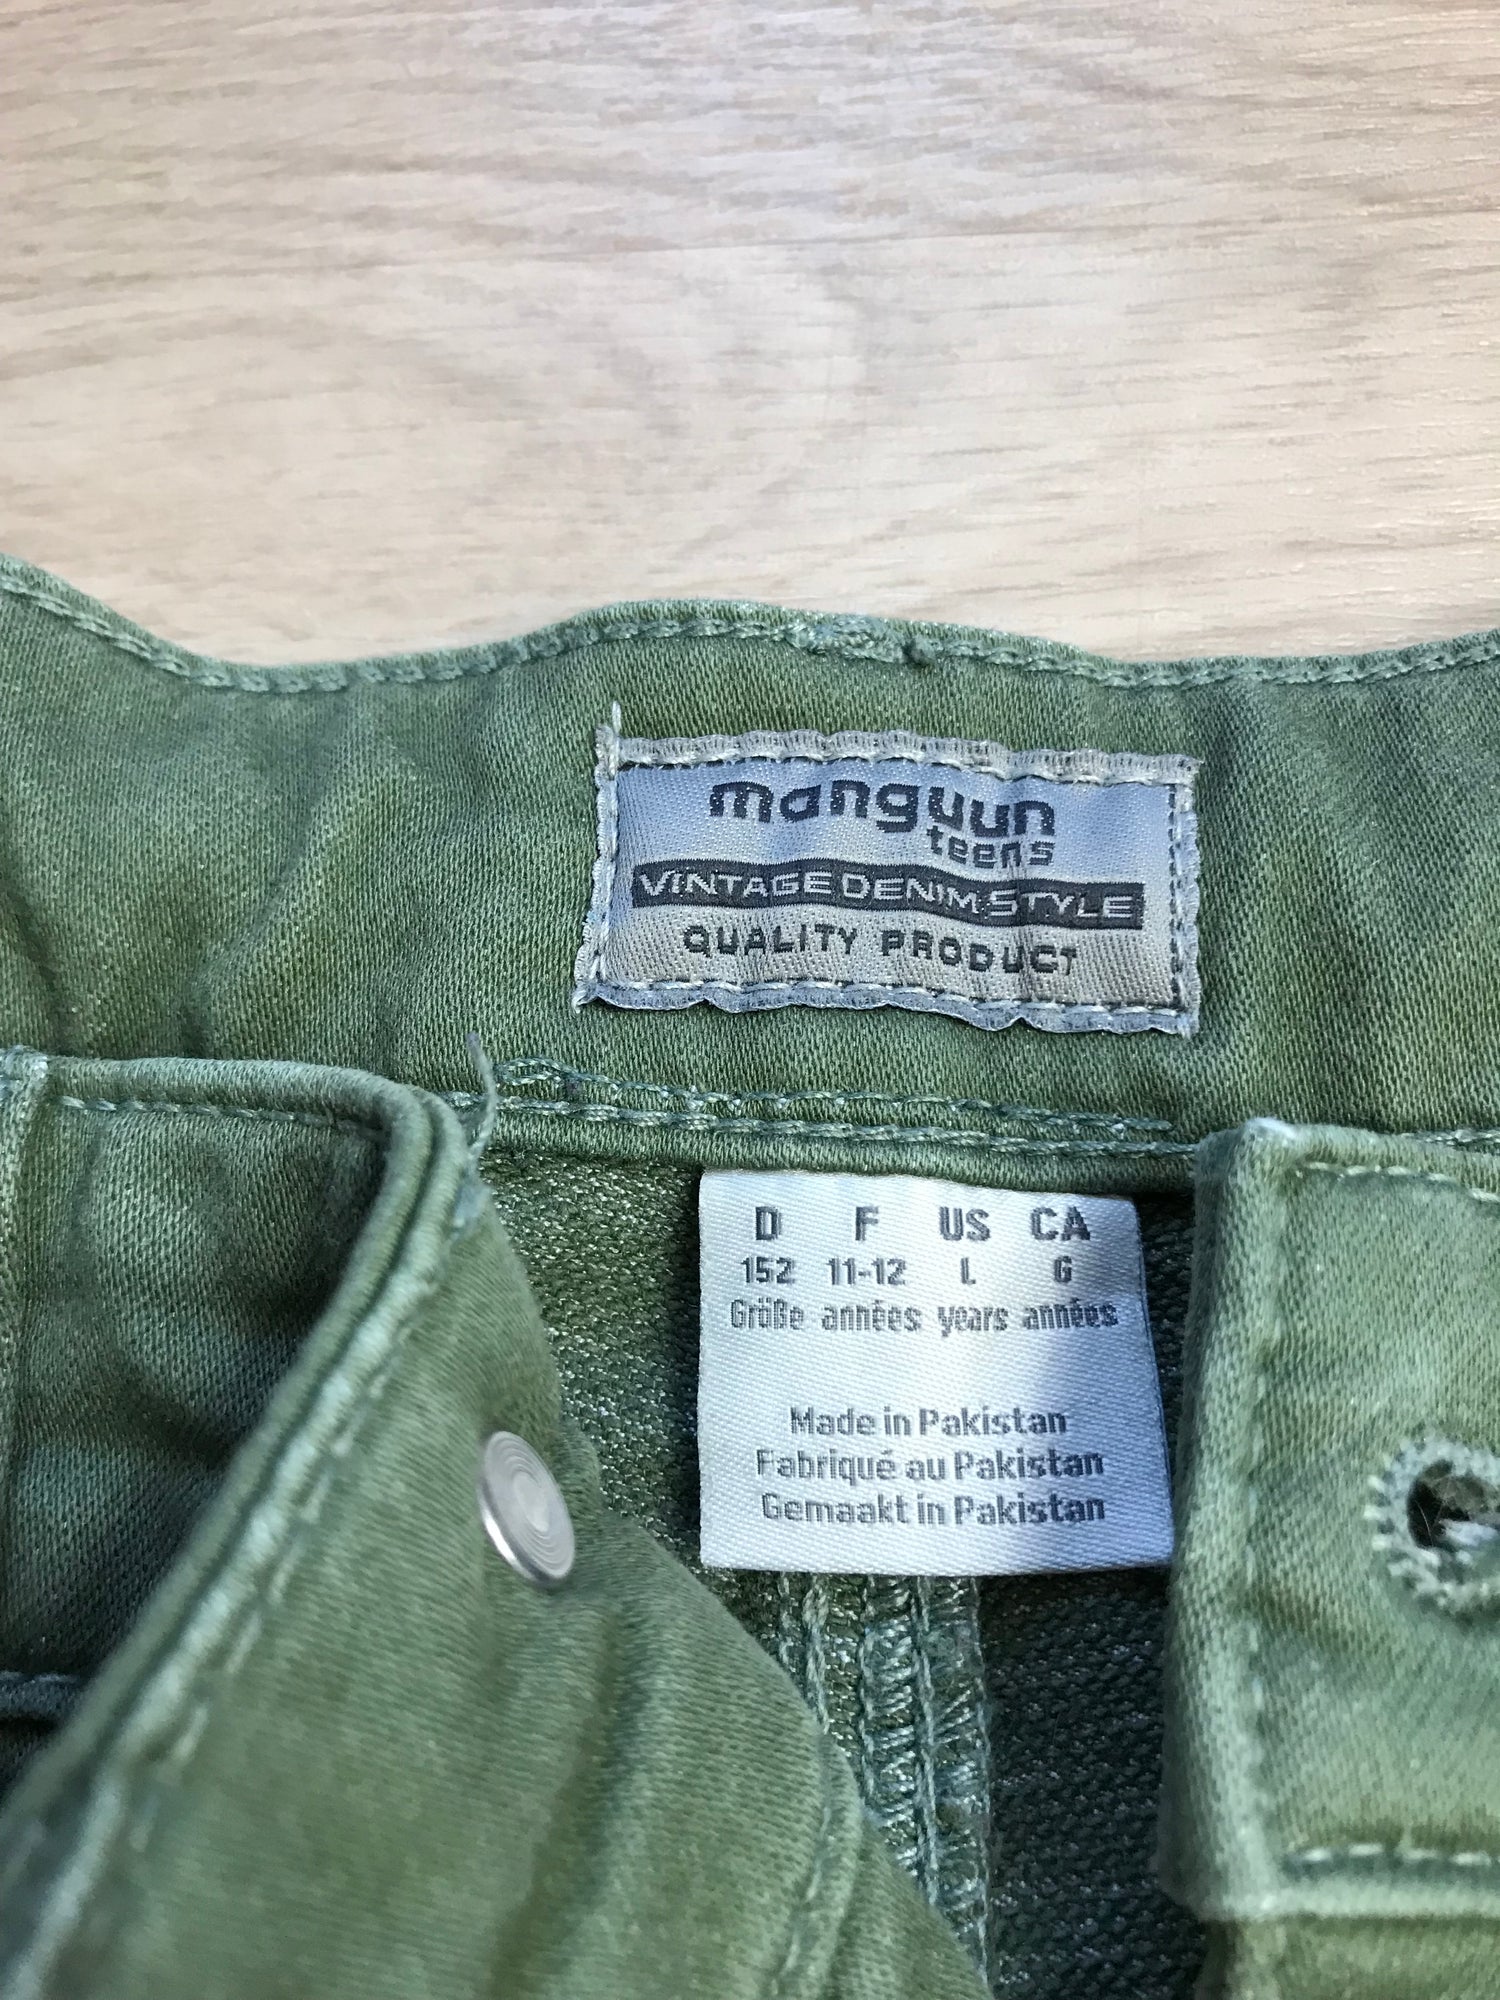 manguun
teens
VINTAGE DENIM STYLE
QUALITY PRODUCT
D F US CA
152 11-12 L G
Größe années years années
Made in Pakistan
Fabriqué au Pakistan
Gemaakt in Pakistan